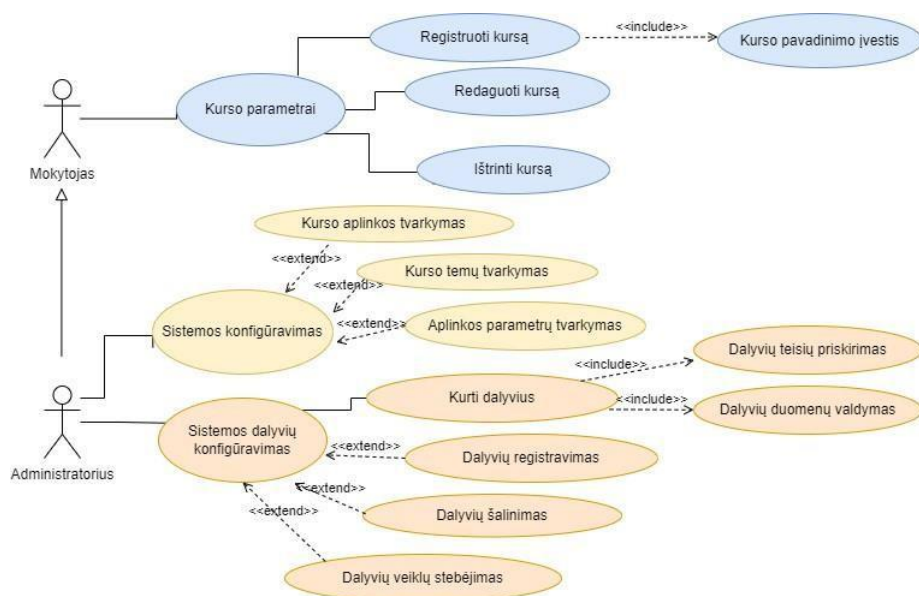 Registruoti kursą
<<include>>
Kurso pavadinimo įvestis
Kurso parametrai
Redaguoti kursą
Mokytojas
Ištrinti kursą
Kurso aplinkos tvarkymas
<<extend>>
Kurso temų tvarkymas
<<extend>>
Sistemos konfigūravimas
<<extend>>
Aplinkos parametrų tvarkymas
Dalyvių teisių priskirimas
<<include>>
Kurti dalyvius
<<include>>
Dalyvių duomenų valdymas
Sistemos dalyvių
konfigūravimas
<<extend>>
Dalyvių registravimas
Administratorius
<<extend>>
Dalyvių šalinimas
<<extend>>
Dalyvių veiklų stebėjimas